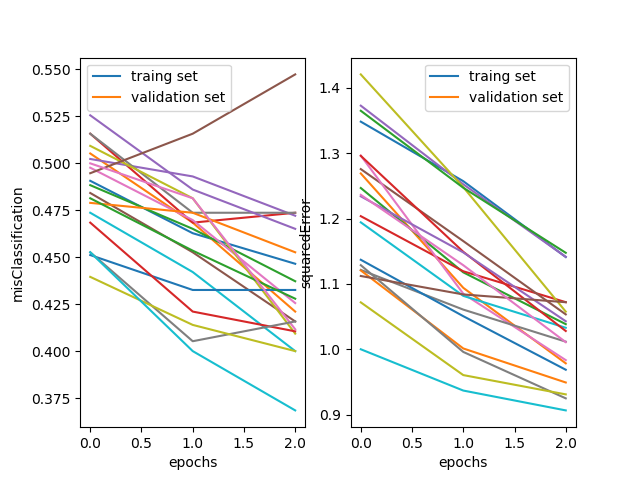 traing set
validation set
0.550
0.525
0.500
0.475
0.450
0.425
0.400
0.375
misClassification
0.0 0.5 1.0 1.5 2.0
epochs
traing set
validation set
1.4
1.3
1.2
1.1
1.0
0.9
squaredError
0.0 0.5 1.0 1.5 2.0
epochs